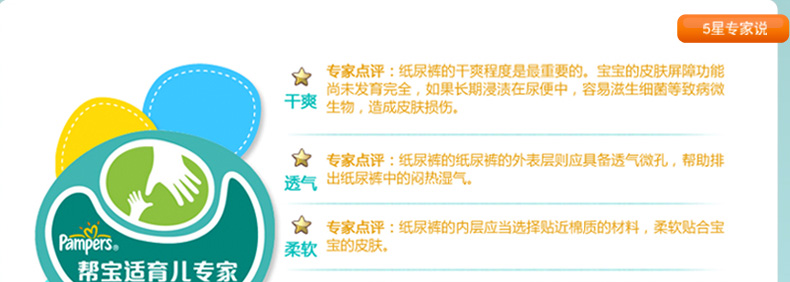 5星专家说
专家点评：纸尿裤的干爽程度是最重要的。宝宝的皮肤屏障功能
尚未发育完全，如果长期浸渍在尿便中，容易滋生细菌等致病微
生物，造成皮肤损伤。
干爽
专家点评：纸尿裤的纸尿裤的外表层则应具备透气微孔，帮助排
出纸尿裤中的闷热湿气。
透气
专家点评：纸尿裤的内层应当选择贴近棉质的材料，柔软贴合宝
宝的皮肤。
柔软
Pampers®
帮宝适育儿专家